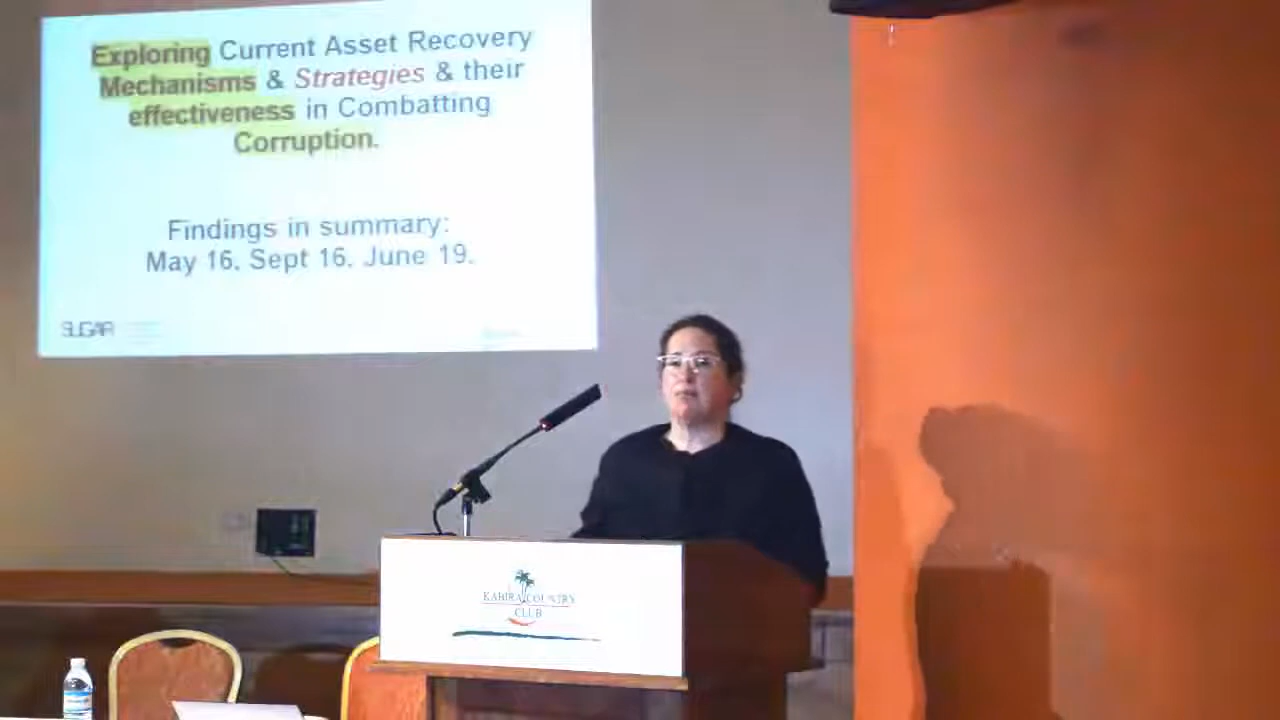 Exploring Current Asset Recovery
Mechanisms & Strategies & their
effectiveness in Combatting
Corruption.
Findings in summary:
May 16. Sept 16. June 19.
SUGAR
KABIRA COUNTRY
CLUB